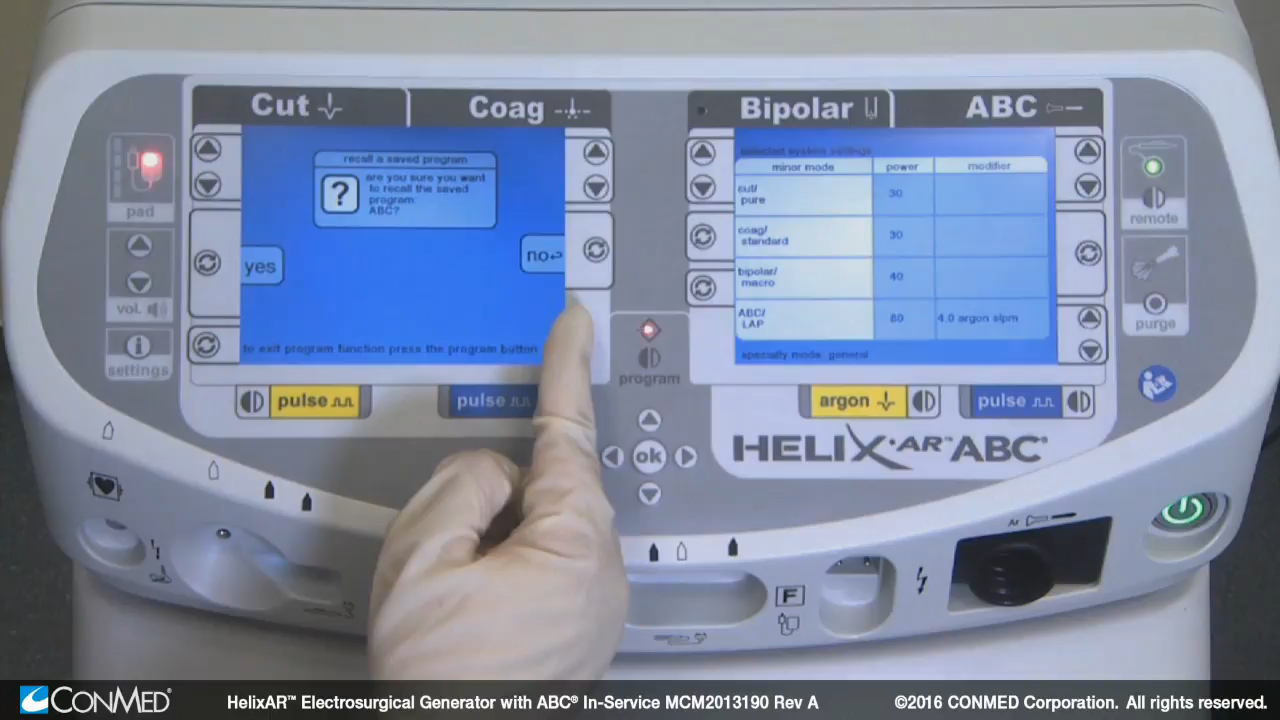 Cut
Coag
Bipolar
ABC
recall a saved program
are you sure you want
to recall the saved
program:
ABC?
?
yes
no
to exit program function press the program button
selected system settings
minor mode power modifier
cut/
pure
30
coag/
standard
30
bipolar/
macro
40
ABC/
LAP
80
4.0 argon slpm
specialty mode: general
pad
vol.
i
settings
remote
purge
program
pulse
pulse
argon
pulse
ok
HELIX·AR™ ABC®
Ar
F
CONMED HelixAR™ Electrosurgical Generator with ABC® In-Service MCM2013190 Rev A ©2016 CONMED Corporation. All rights reserved.